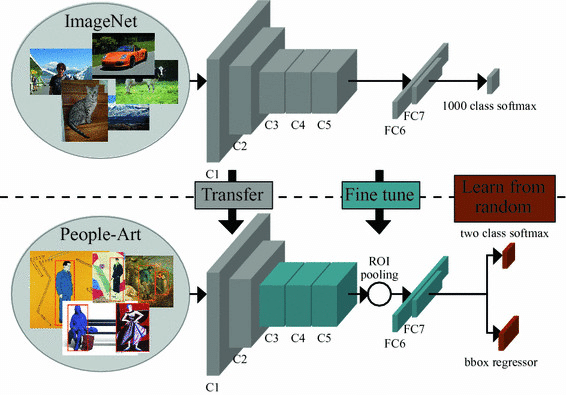 ImageNet
C1
C2
C3
C4
C5
FC6
FC7
1000 class softmax
Transfer
Fine tune
Learn from
random
People-Art
C1
C2
C3
C4
C5
ROI
pooling
FC6
FC7
two class softmax
bbox regressor